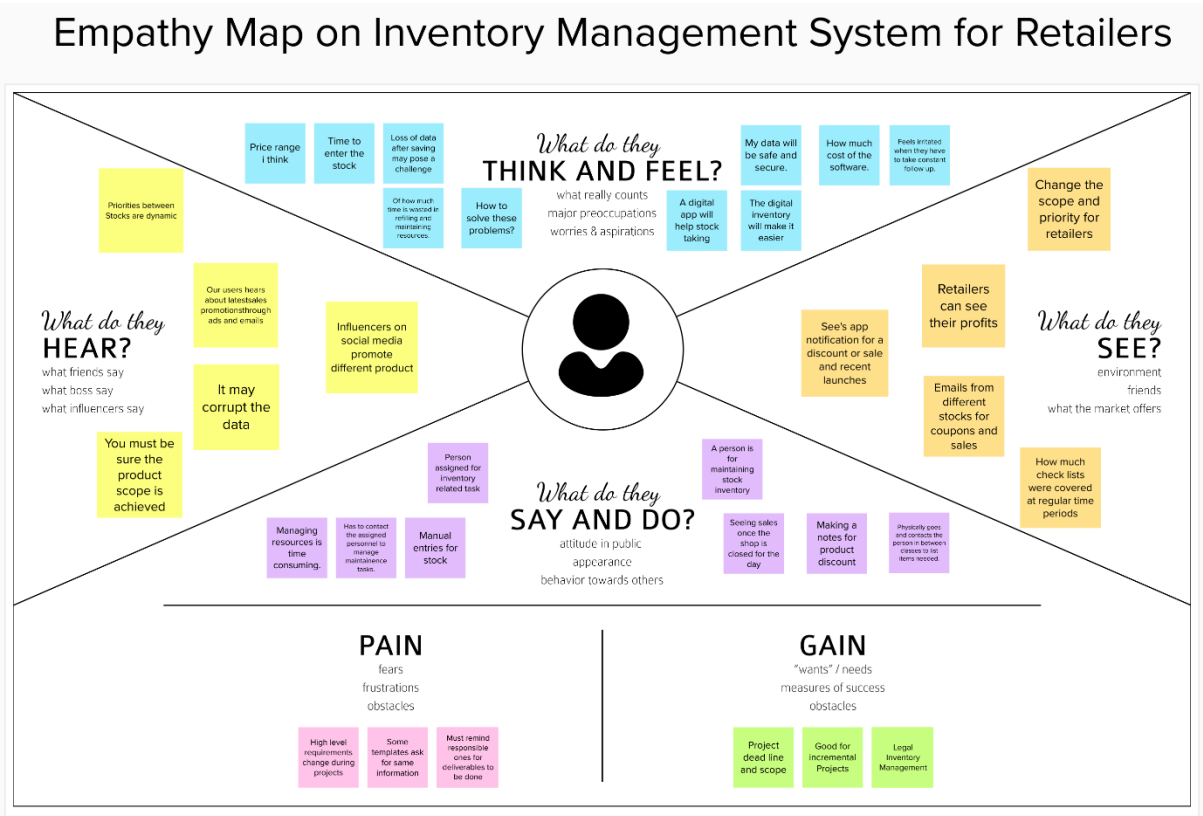 Empathy Map on Inventory Management System for Retailers
What do they
THINK AND FEEL?
what really counts
major preoccupations
worries & aspirations
Price range
i think
Time to
enter the
stock
Loss of data
after saving
may pose a
challenge
Of how much
time is wasted in
refilling and
maintaining
resources.
How to
solve these
problems?
My data will
be safe and
secure.
How much
cost of the
software.
Feels irritated
when they have
to take constant
follow up.
A digital
app will
help stock
taking
The digital
inventory
will make it
easier
What do they
HEAR?
what friends say
what boss say
what influencers say
Priorities between
Stocks are dynamic
Our users hears
about latestsales
promotionsthrough
ads and emails
Influencers on
social media
promote
different product
It may
corrupt the
data
You must be
sure the
product
scope is
achieved
What do they
SEE?
environment
friends
what the market offers
Change the
scope and
priority for
retailers
Retailers
can see
their profits
See's app
notification for a
discount or sale
and recent
launches
Emails from
different
stocks for
coupons and
sales
How much
check lists
were covered
at regular time
periods
What do they
SAY AND DO?
attitude in public
appearance
behavior towards others
Person
assigned for
inventory
related task
Managing
resources is
time
consuming.
Has to contact
the assigned
personnel to
manage
maintainence
tasks.
Manual
entries for
stock
A person is
for
maintaining
stock
inventory
Seeing sales
once the
shop is
closed for the
day
Making a
notes for
product
discount
Physically goes
and contacts the
person in between
classes to list
items needed.
PAIN
fears
frustrations
obstacles
High level
requirements
change during
projects
Some
templates ask
for same
information
Must remind
responsible
ones for
deliverables to
be done
GAIN
"wants" / needs
measures of success
obstacles
Project
dead line
and scope
Good for
incremental
Projects
Legal
Inventory
Management